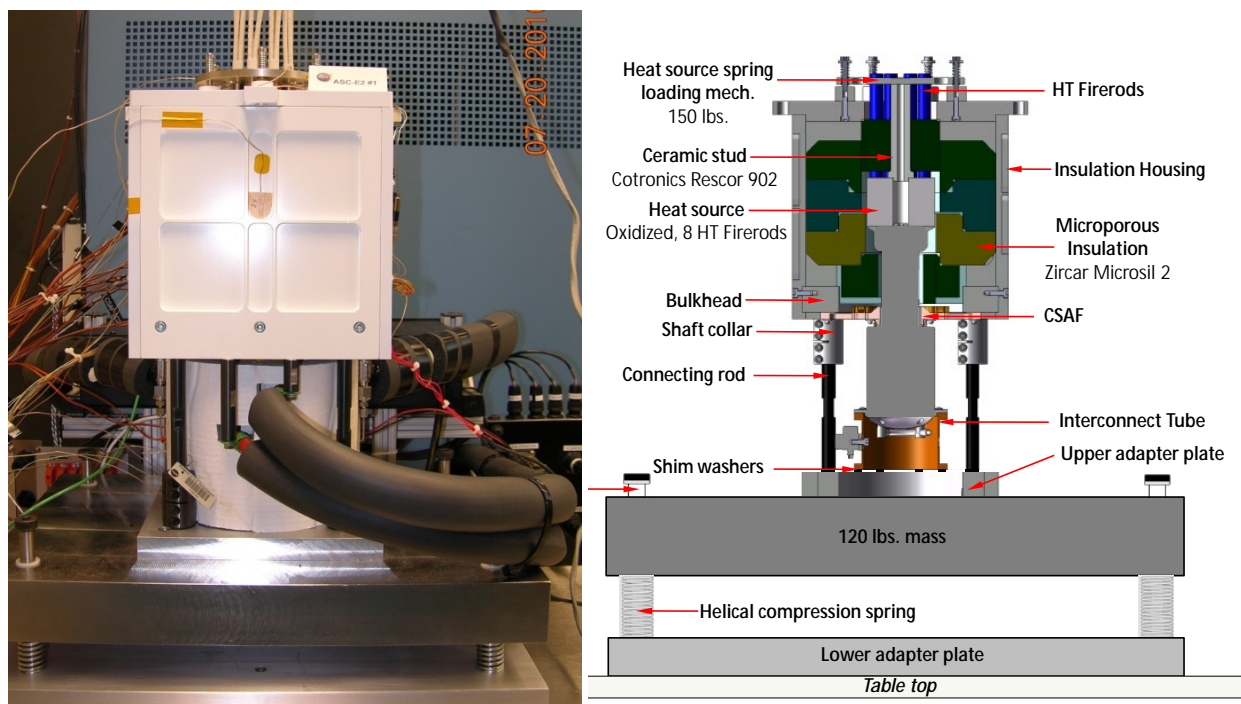 ASC-E2 #1
07-20-2010
Heat source spring
loading mech.
150 lbs.
HT Firerods
Ceramic stud
Cotronics Rescor 902
Insulation Housing
Heat source
Oxidized, 8 HT Firerods
Microporous
Insulation
Zircar Microsil 2
Bulkhead
CSAF
Shaft collar
Connecting rod
Interconnect Tube
Upper adapter plate
Shim washers
120 lbs. mass
Helical compression spring
Lower adapter plate
Table top